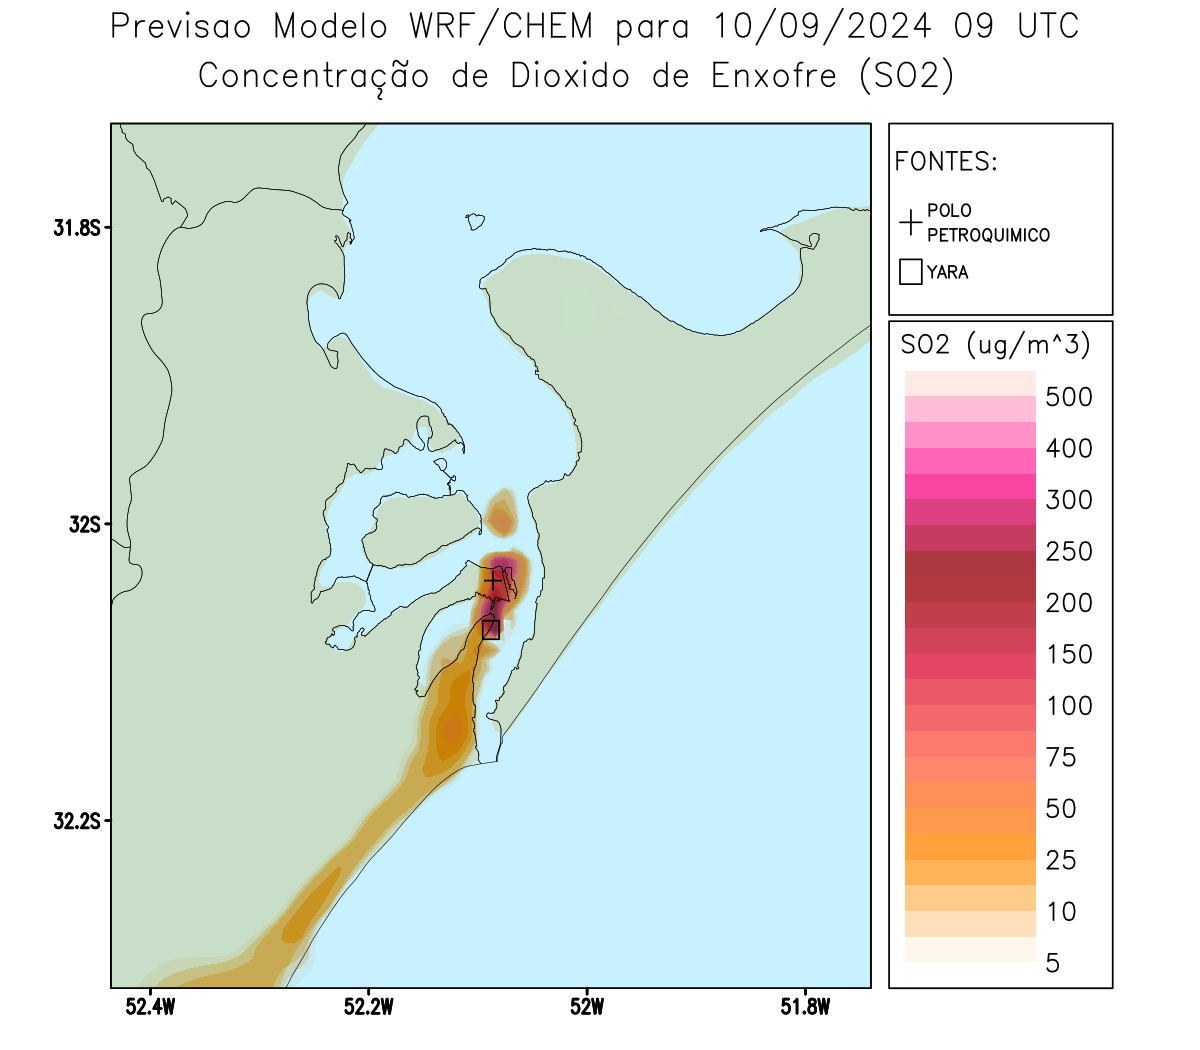 Previsao Modelo WRF/CHEM para 10/09/2024 09 UTC
Concentração de Dioxido de Enxofre (SO2)
FONTES:
POLO
PETROQUIMICO
YARA
SO2 (ug/m^3)
500
400
300
250
200
150
100
75
50
25
10
5
31.8S
32S
32.2S
52.4W
52.2W
52W
51.8W